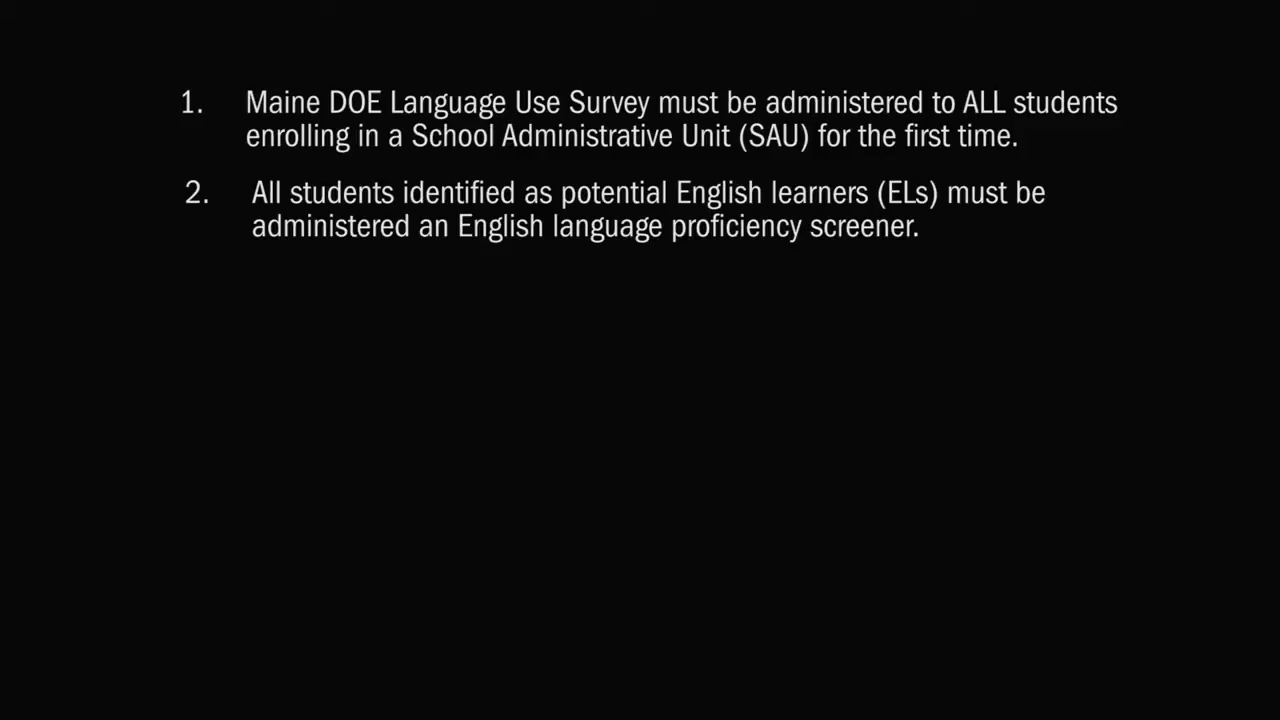 1. Maine DOE Language Use Survey must be administered to ALL students
enrolling in a School Administrative Unit (SAU) for the first time.
2. All students identified as potential English learners (ELs) must be
administered an English language proficiency screener.